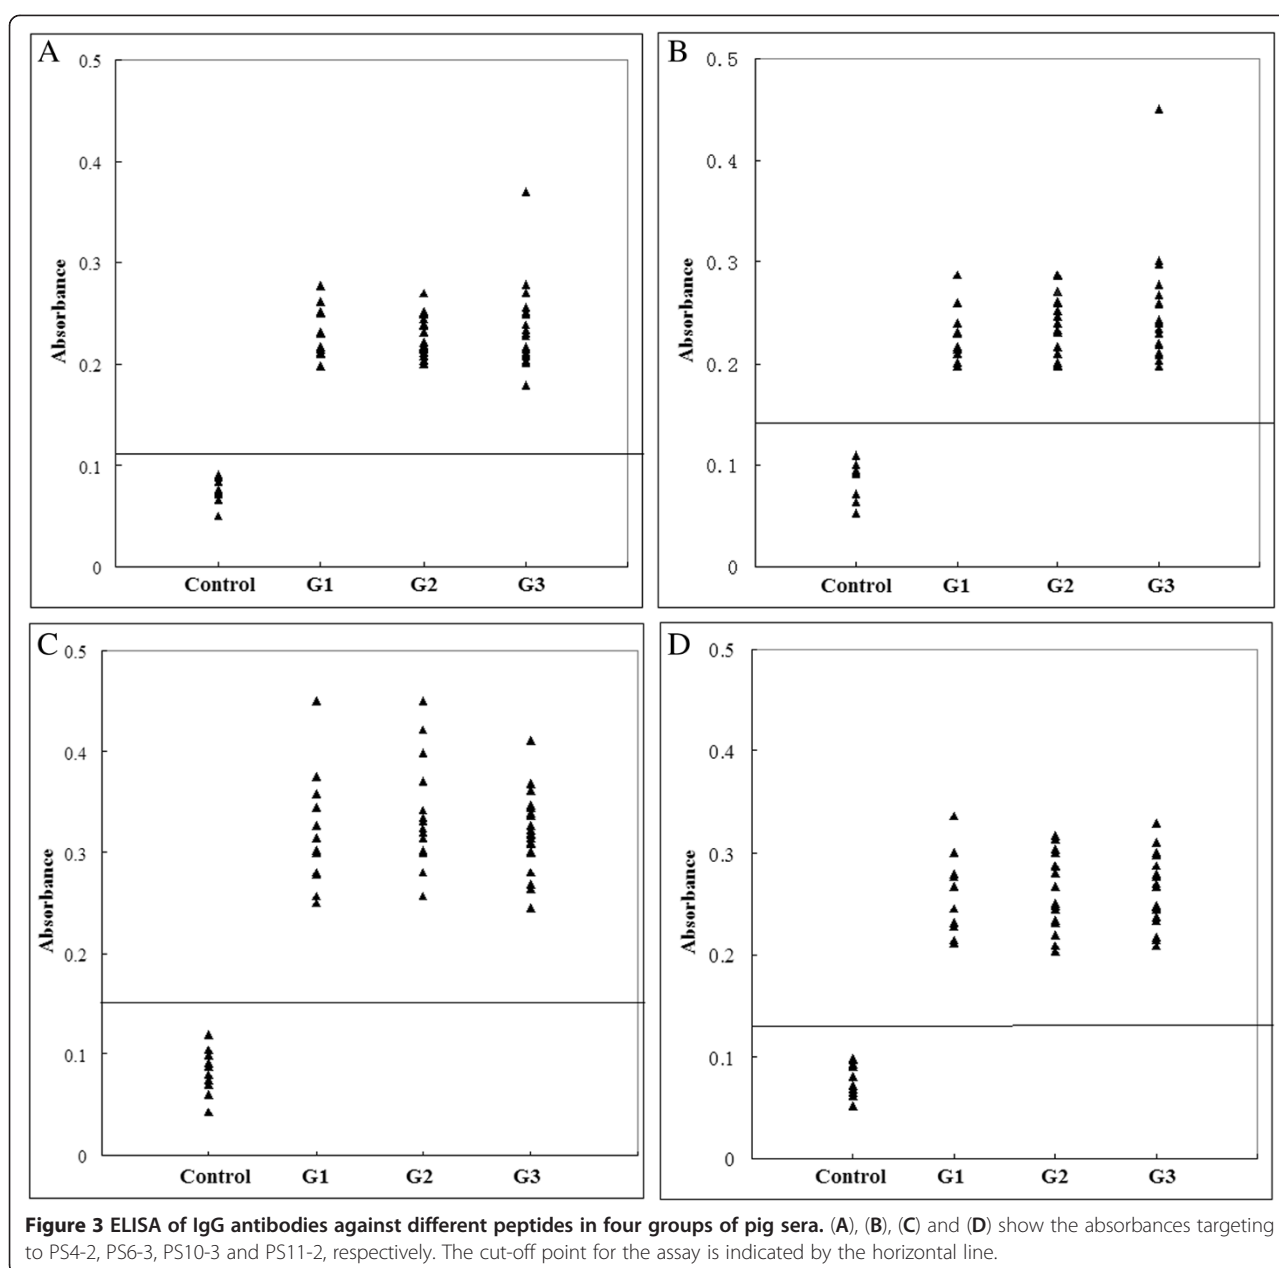 A
0.5
0.4
0.3
0.2
0.1
0
Absorbance
Control G1 G2 G3
B
0.5
0.4
0.3
0.2
0.1
0
Absorbance
Control G1 G2 G3
C
0.5
0.4
0.3
0.2
0.1
0
Absorbance
Control G1 G2 G3
D
0.5
0.4
0.3
0.2
0.1
0
Absorbance
Control G1 G2 G3
Figure 3 ELISA of IgG antibodies against different peptides in four groups of pig sera. (A), (B), (C) and (D) show the absorbances targeting
to PS4-2, PS6-3, PS10-3 and PS11-2, respectively. The cut-off point for the assay is indicated by the horizontal line.